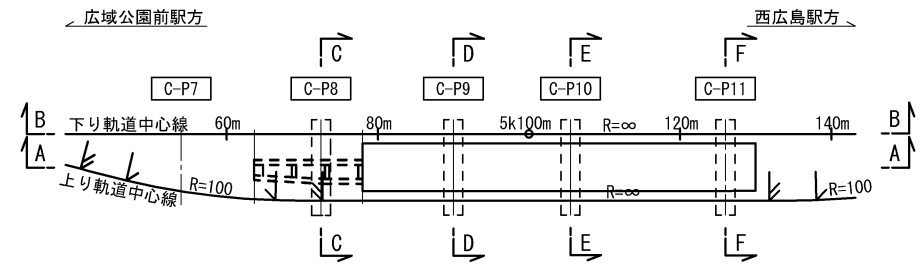 広域公園前駅方 西広島駅方
C D E F
C-P7 C-P8 C-P9 C-P10 C-P11
B 下り軌道中心線 60m 80m 5k100m R=∞ 120m 140m B
A A
上り軌道中心線 R=100 R=∞ R=100
C D E F